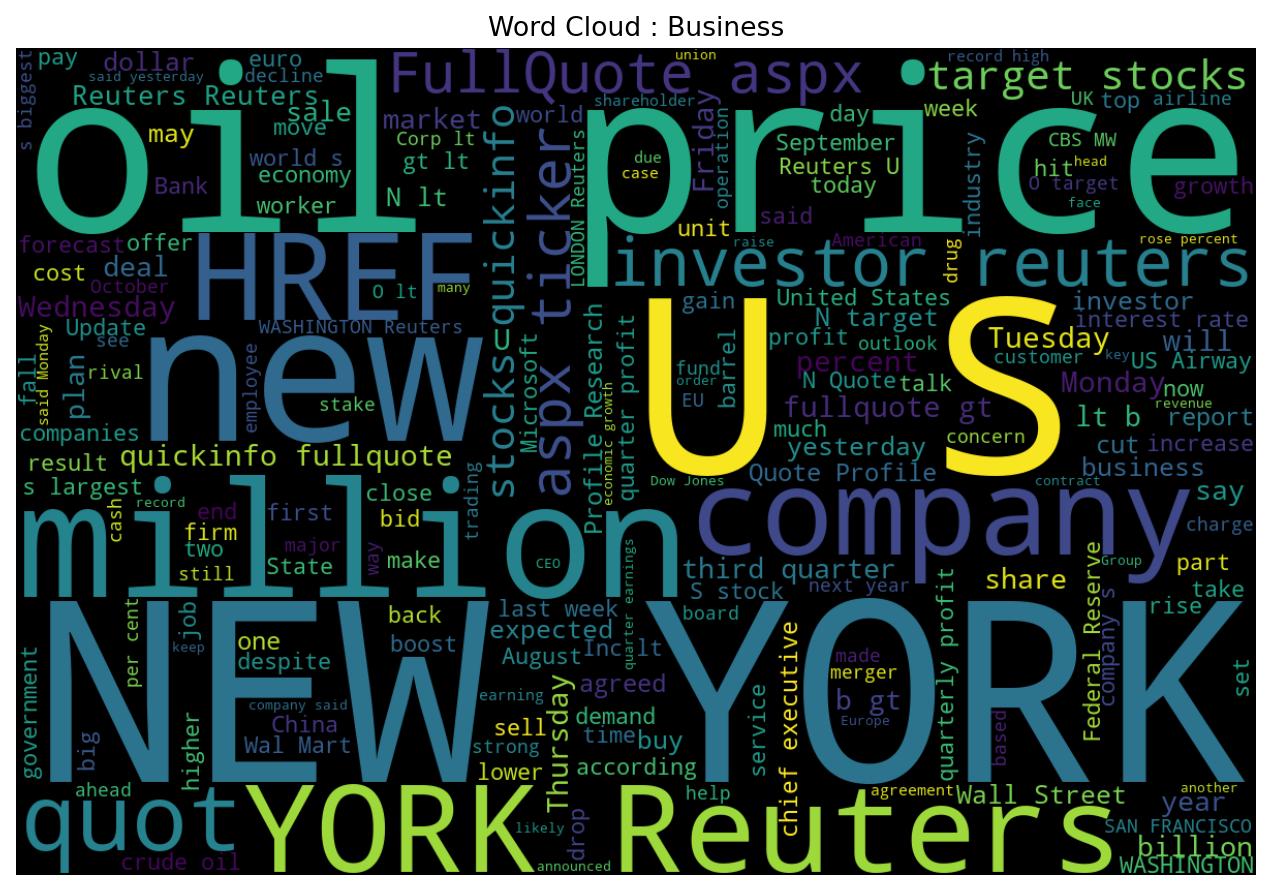 Word Cloud : Business
s biggest
pay
dollar
euro
said yesterday
decline
Reuters Reuters
sale
oil
may
move
world s
economy
Bank
worker
FullQuote aspx
union
record high
target stocks
market
world
shareholder
Corp lt
gt lt
N lt
stocks quickinfo
aspx ticker
LONDON Reuters
price
due
case
Friday
operation
day
September
Reuters U
today
said
unit
week
industry
UK
top
airline
CBS MW
hit
head
O target
face
growth
forecast
offer
cost
deal
October
Wednesday
HREF
O lt
many
investor reuters
raise
American
drug
rose percent
Update
see
WASHINGTON Reuters
said Monday
fall
plan
rival
new
employee
stake
companies
Microsoft
U
Profile Research
economic growth
quarter profit
U S
gain
fund
order
EU
barrel
United States
N target
profit
outlook
percent
N Quote
talk
fullquote gt
much
yesterday
concern
Quote Profile
Dow Jones
Tuesday
customer
investor
interest rate
will
key
US Airway
Monday
now
revenue
lt b
report
cut
increase
business
contract
result
quickinfo fullquote
s largest
record
cash
end
first
firm
two
still
State
major
way
close
bid
make
trading
million
CEO
company
say
charge
third quarter
S stock
next year
share
Group
part
take
rise
Federal Reserve
company s
set
per cent
job
keep
government
big
higher
one
despite
company said
China
Wal Mart
back
boost
last week
expected
August
Inc lt
quarter earnings
board
NEW YORK
earning
sell
strong
lower
Thursday
agreed
demand
time
buy
according
service
chief executive
made
merger
b gt
Europe
quarterly profit
based
ahead
quot
crude oil
YORK Reuters
likely
announced
drop
help
agreement
Wall Street
another
year
SAN FRANCISCO
billion
WASHINGTON